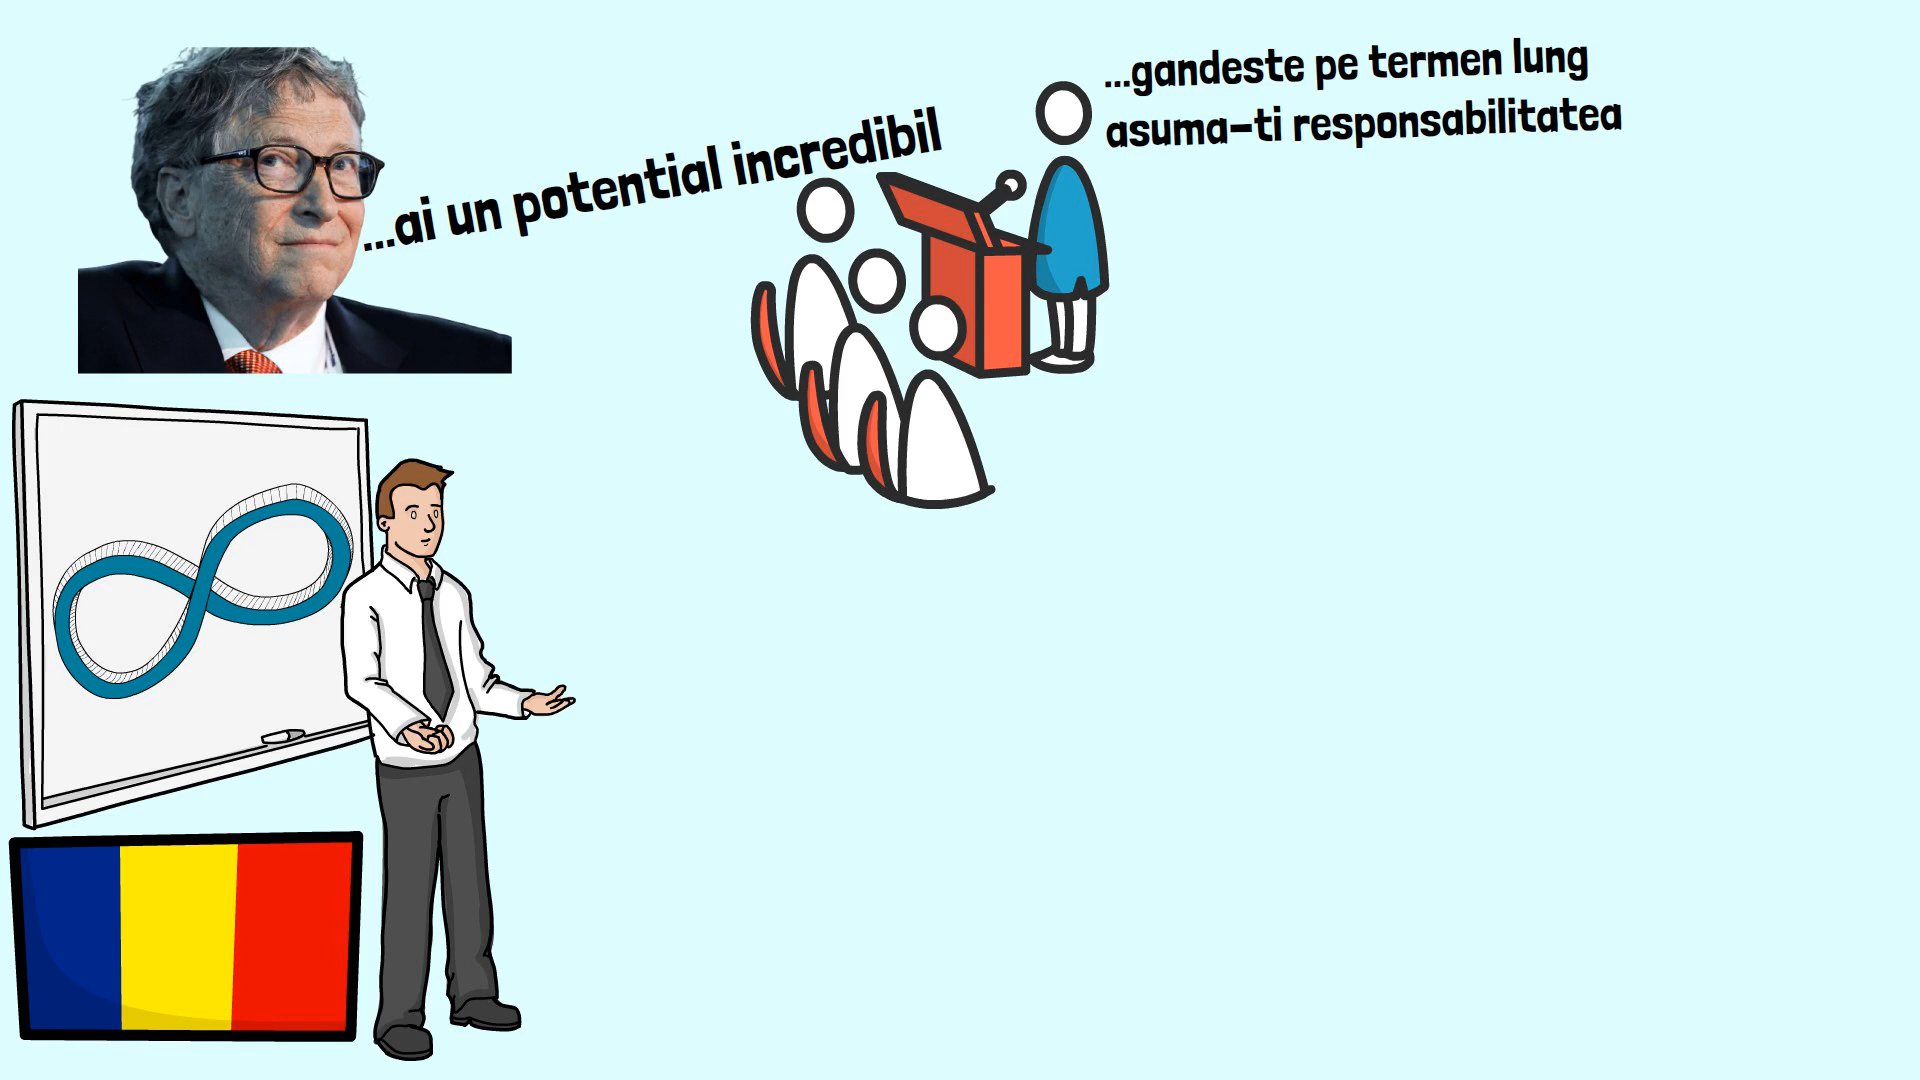 ...ai un potential incredibil
...gandeste pe termen lung
asuma-ti responsabilitatea